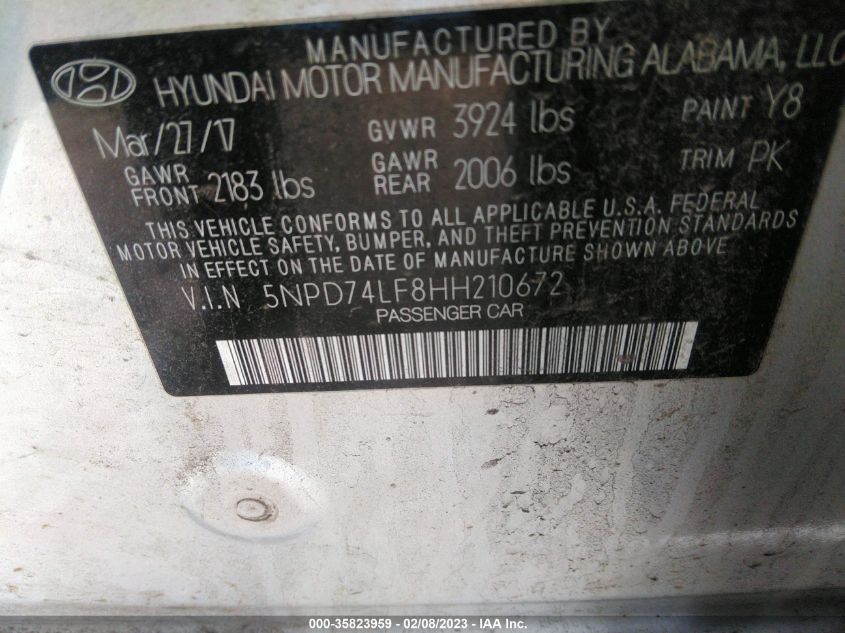 MANUFACTURED BY
HYUNDAI MOTOR MANUFACTURING ALABAMA, LLC
Mar/27/17 GVWR 3924 lbs PAINT Y8
GAWR FRONT 2183 lbs GAWR REAR 2006 lbs TRIM PK
THIS VEHICLE CONFORMS TO ALL APPLICABLE U.S.A. FEDERAL
MOTOR VEHICLE SAFETY, BUMPER, AND THEFT PREVENTION STANDARDS
IN EFFECT ON THE DATE OF MANUFACTURE SHOWN ABOVE
V.I.N 5NPD74LF8HH210672
PASSENGER CAR
000-35823959 — 02/08/2023 — IAA Inc.